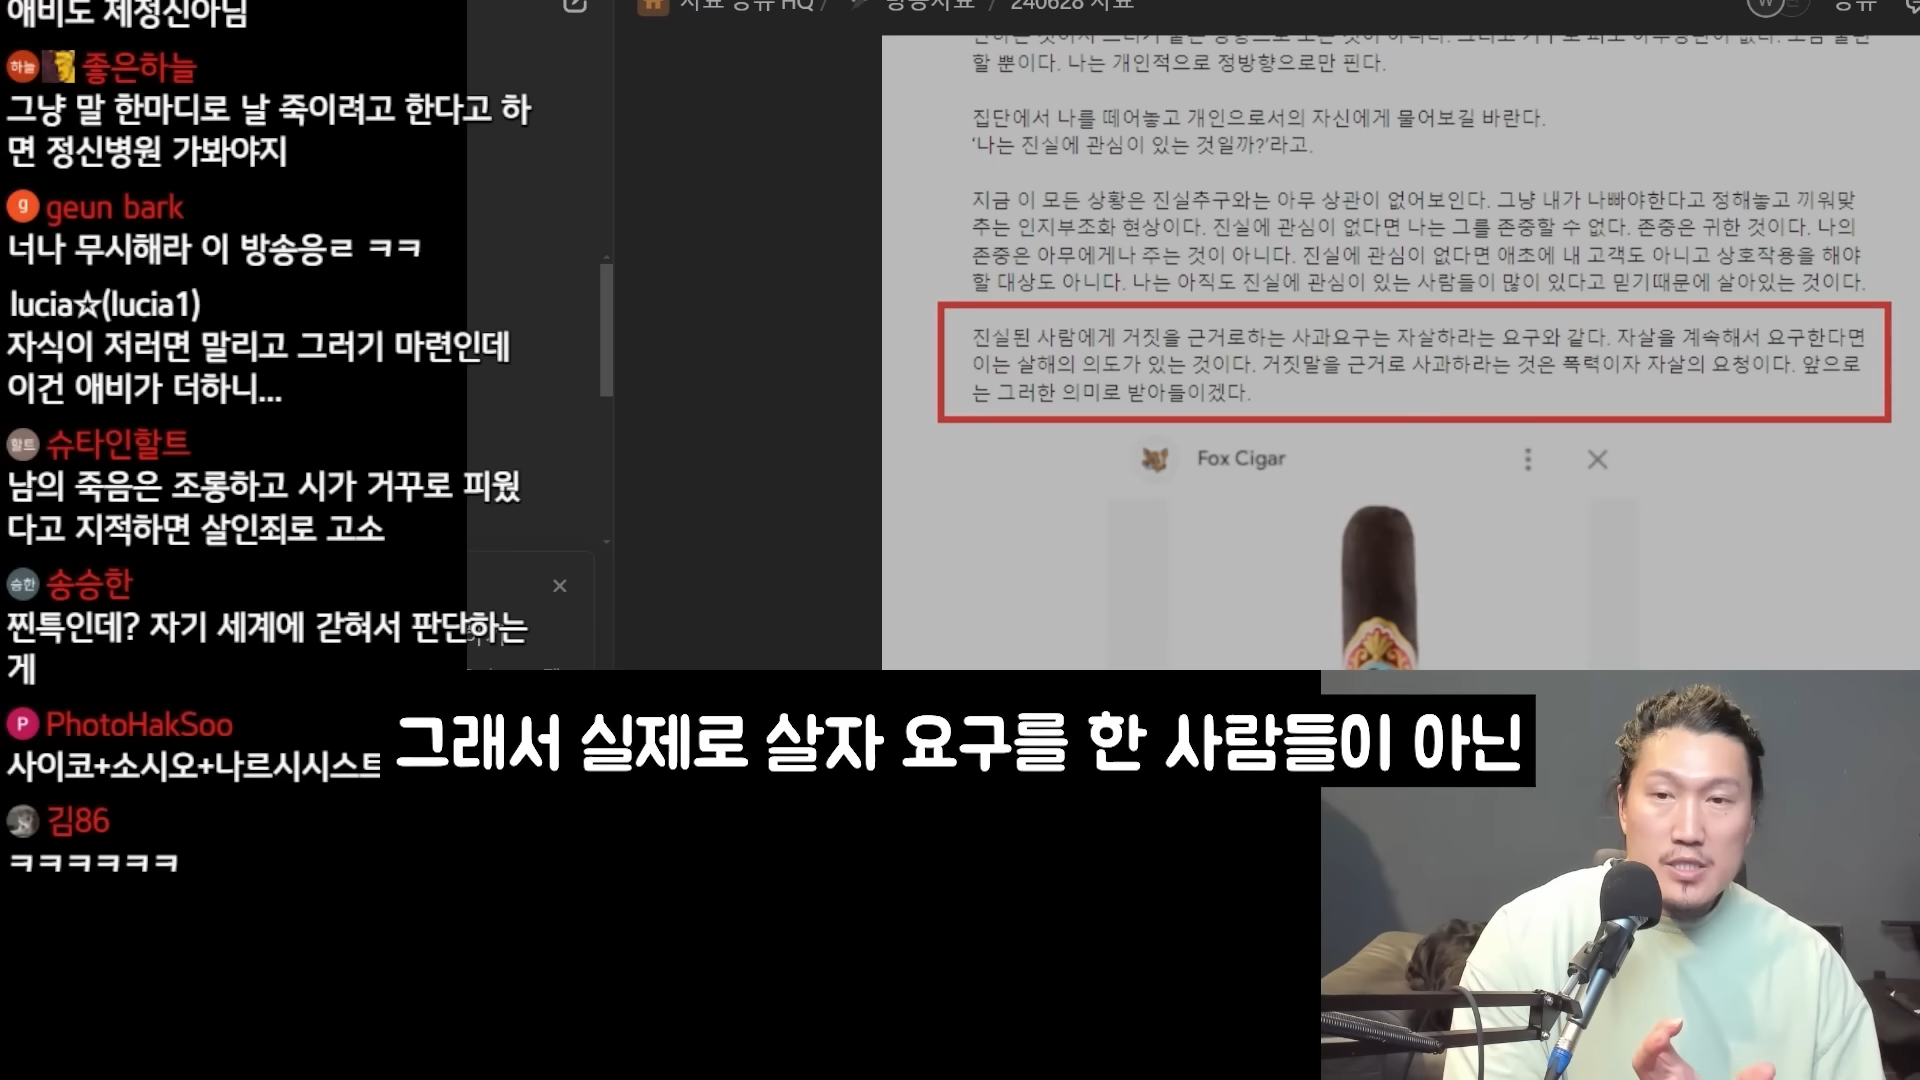 애비도 제정신아님
하늘 좋은하늘
그냥 말 한마디로 날 죽이려고 한다고 하
면 정신병원 가봐야지
g geun bark
너나 무시해라 이 방송응ㄹ ㅋㅋ
lucia☆(lucia1)
자식이 저러면 말리고 그러기 마련인데
이건 애비가 더하니...
할트 슈타인할트
남의 죽음은 조롱하고 시가 거꾸로 피웠
다고 지적하면 살인죄로 고소
승한 송승한
찐특인데? 자기 세계에 갇혀서 판단하는
게
P PhotoHakSoo
사이코+소시오+나르시시스트
김86
ㅋㅋㅋㅋㅋㅋ
자료 공유 HQ / 방송자료 / 240628 자료
공유
할 뿐이다. 나는 개인적으로 정방향으로만 핀다.
집단에서 나를 떼어놓고 개인으로서의 자신에게 물어보길 바란다.
'나는 진실에 관심이 있는 것일까?'라고.
지금 이 모든 상황은 진실추구와는 아무 상관이 없어보인다. 그냥 내가 나빠야한다고 정해놓고 끼워맞
추는 인지부조화 현상이다. 진실에 관심이 없다면 나는 그를 존중할 수 없다. 존중은 귀한 것이다. 나의
존중은 아무에게나 주는 것이 아니다. 진실에 관심이 없다면 애초에 내 고객도 아니고 상호작용을 해야
할 대상도 아니다. 나는 아직도 진실에 관심이 있는 사람들이 많이 있다고 믿기때문에 살아있는 것이다.
진실된 사람에게 거짓을 근거로하는 사과요구는 자살하라는 요구와 같다. 자살을 계속해서 요구한다면
이는 살해의 의도가 있는 것이다. 거짓말을 근거로 사과하라는 것은 폭력이자 자살의 요청이다. 앞으로
는 그러한 의미로 받아들이겠다.
Fox Cigar
그래서 실제로 살자 요구를 한 사람들이 아닌